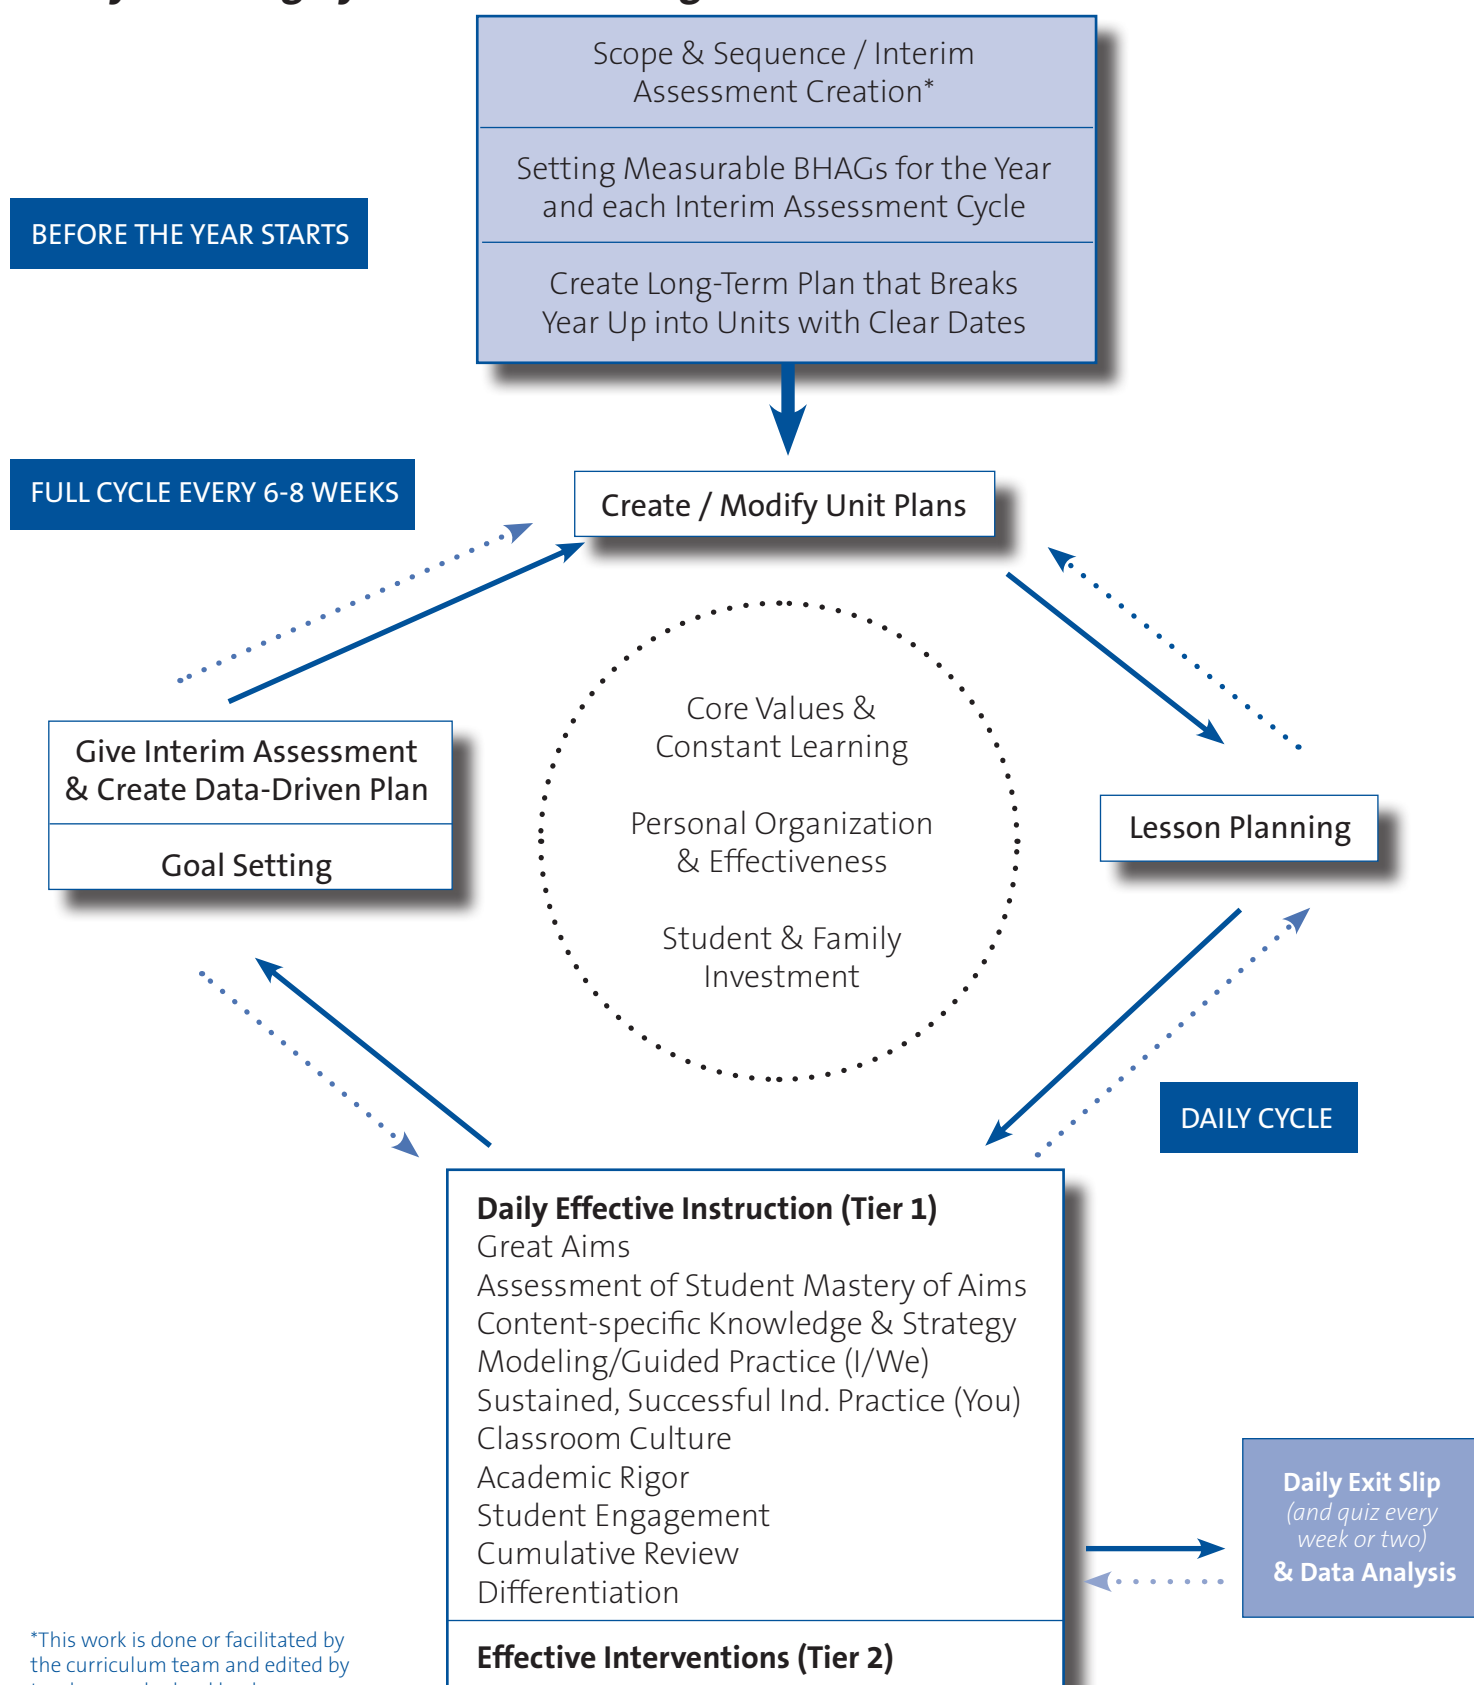 Scope & Sequence / Interim
Assessment Creation*
Setting Measurable BHAGs for the Year
and each Interim Assessment Cycle
BEFORE THE YEAR STARTS
Create Long-Term Plan that Breaks
Year Up into Units with Clear Dates
FULL CYCLE EVERY 6-8 WEEKS
Create / Modify Unit Plans
Core Values &
Constant Learning
Personal Organization
& Effectiveness
Student & Family
Investment
Give Interim Assessment
& Create Data-Driven Plan
Goal Setting
Lesson Planning
DAILY CYCLE
Daily Effective Instruction (Tier 1)
Great Aims
Assessment of Student Mastery of Aims
Content-specific Knowledge & Strategy
Modeling/Guided Practice (I/We)
Sustained, Successful Ind. Practice (You)
Classroom Culture
Academic Rigor
Student Engagement
Cumulative Review
Differentiation
Daily Exit Slip
(and quiz every
week or two)
& Data Analysis
Effective Interventions (Tier 2)
*This work is done or facilitated by
the curriculum team and edited by